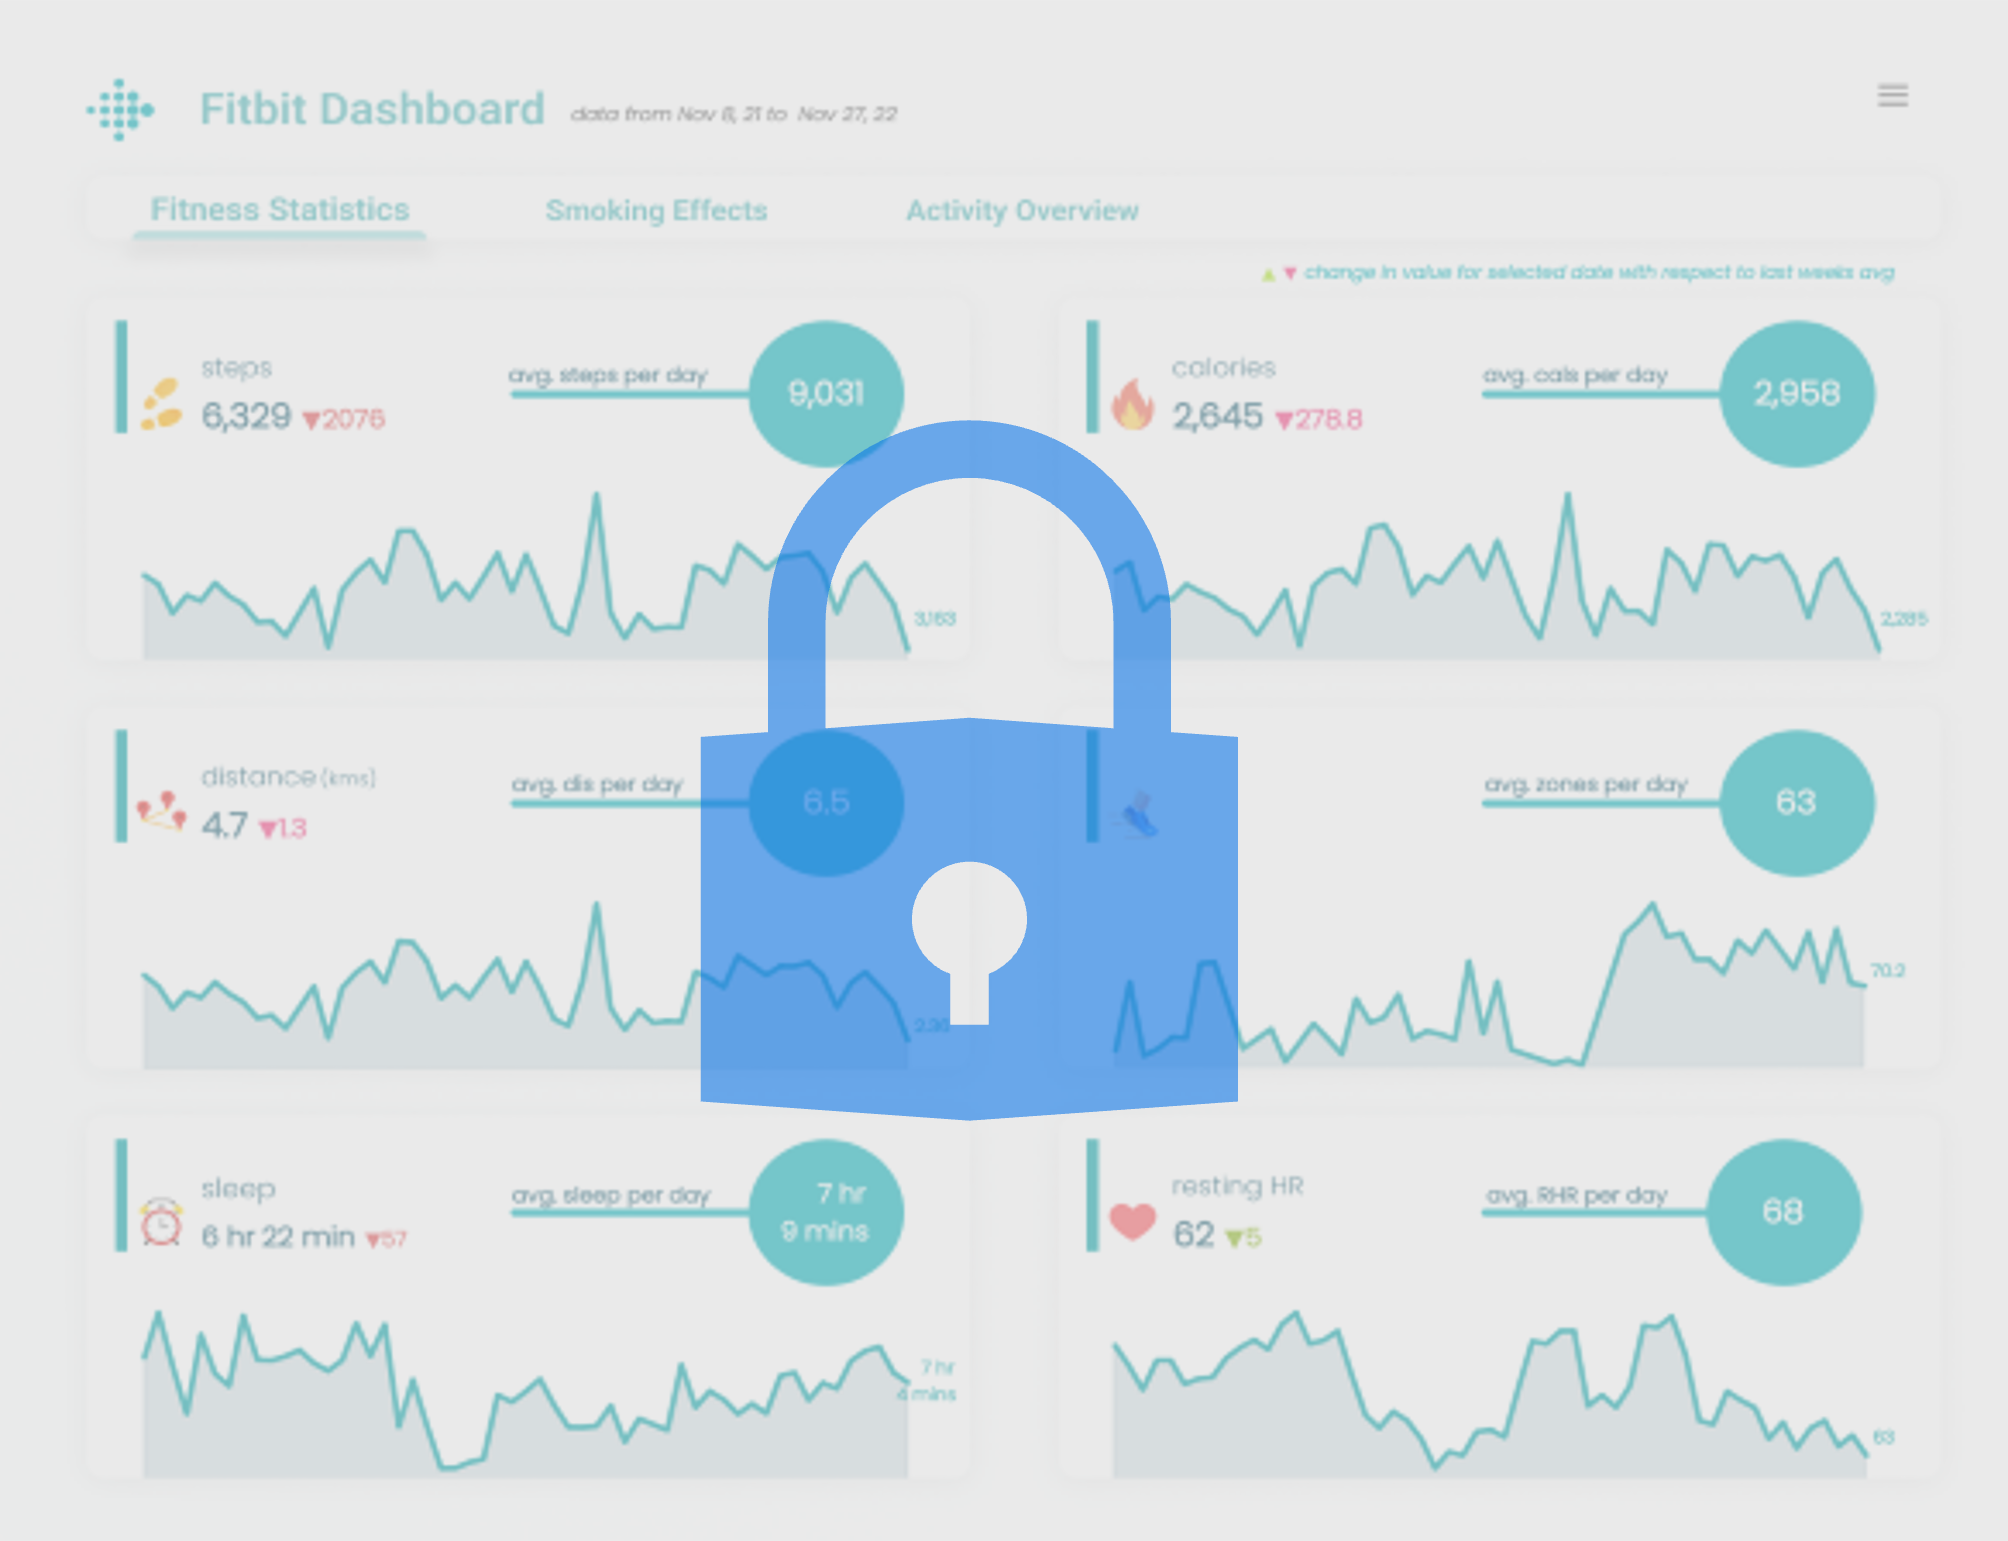 Fitbit Dashboard data from Nov 8, 21 to Nov 27, 22
Fitness Statistics Smoking Effects Activity Overview
▲ ▼ change in value for selected date with respect to last weeks avg
steps
6,329 ▼2076
avg. steps per day
9,031
3,163
calories
2,645 ▼278.8
avg. cals per day
2,958
2,285
distance (kms)
4.7 ▼1.3
avg. dis per day
6.5
avg. zones per day
63
70.2
sleep
6 hr 22 min ▼57
avg. sleep per day
7 hr
9 mins
7 hr
4 mins
resting HR
62 ▼5
avg. RHR per day
68
63